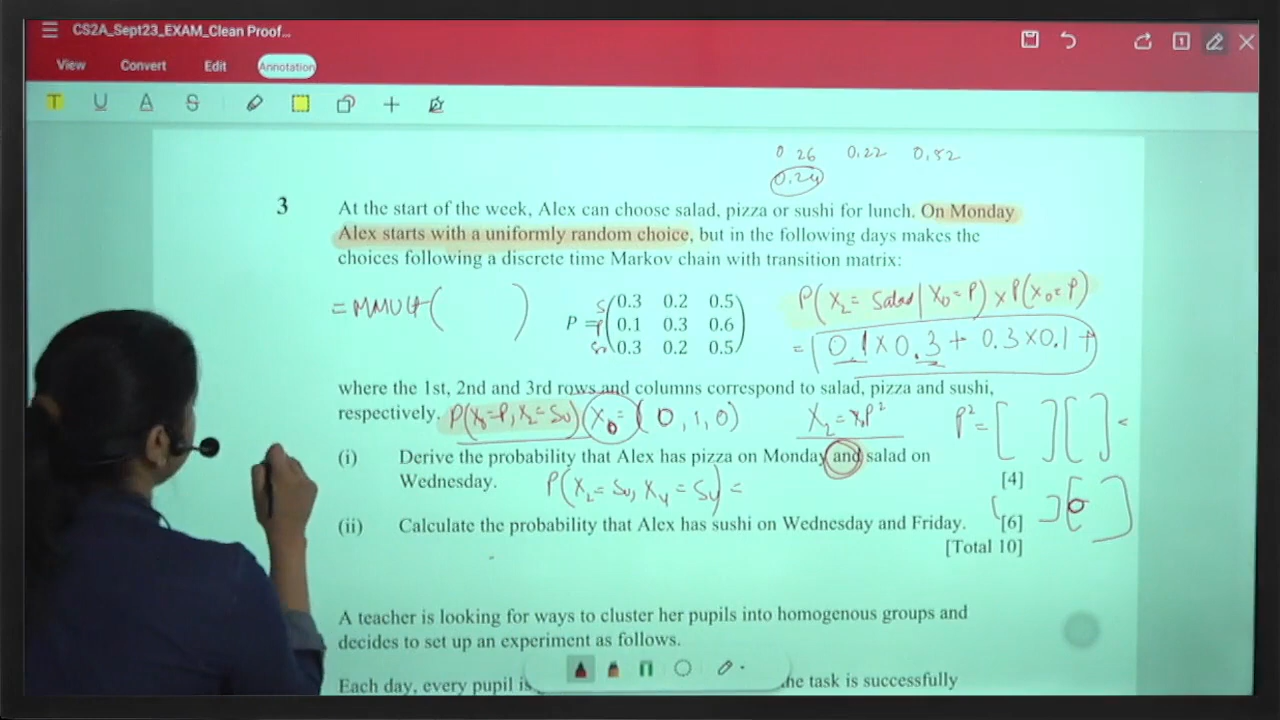 CS2A_Sept23_EXAM_Clean Proof...
View Convert Edit Annotation
T U A S
0.26 0.22 0.52
0.24
3 At the start of the week, Alex can choose salad, pizza or sushi for lunch. On Monday
Alex starts with a uniformly random choice, but in the following days makes the
choices following a discrete time Markov chain with transition matrix:
=MMULT( )
P = S P Su (0.3 0.2 0.5
0.1 0.3 0.6
0.3 0.2 0.5)
P(X₂ = Salad | X₀=P) × P(X₀=P)
= 0.1×0.3 + 0.3×0.1 +
where the 1st, 2nd and 3rd rows and columns correspond to salad, pizza and sushi,
respectively. P(X₀=P, X₂=Su) X₀= (0,1,0) X₂=X₀P² P² = [ ] [ ] =
(i) Derive the probability that Alex has pizza on Monday and salad on
Wednesday. [4]
P(X₂=Su, X₄=Su) =
(ii) Calculate the probability that Alex has sushi on Wednesday and Friday. [6]
[Total 10]
A teacher is looking for ways to cluster her pupils into homogenous groups and
decides to set up an experiment as follows.
Each day, every pupil is the task is successfully